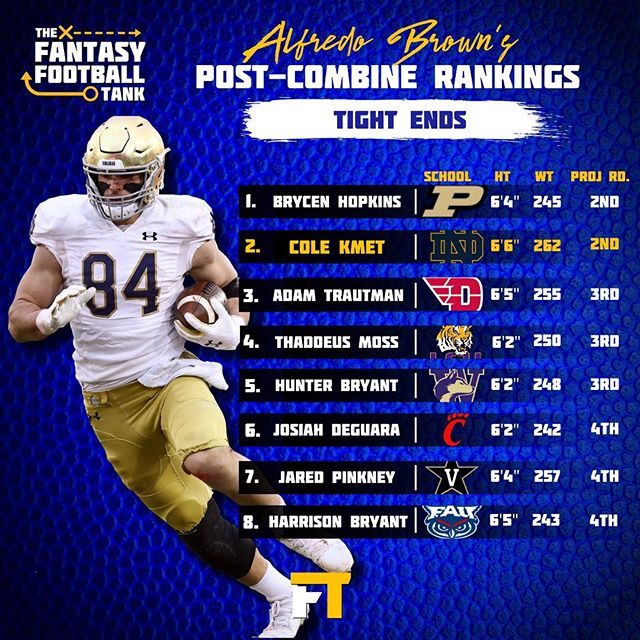 THE
FANTASY
FOOTBALL
TANK
Alfredo Brown's
POST-COMBINE RANKINGS
TIGHT ENDS
SCHOOL HT WT PROJ RD.
1. BRYCEN HOPKINS | P 6'4" 245 2ND
2. COLE KMET | ND 6'6" 262 2ND
3. ADAM TRAUTMAN | D 6'5" 255 3RD
4. THADDEUS MOSS | LSU 6'2" 250 3RD
5. HUNTER BRYANT | W 6'2" 248 3RD
6. JOSIAH DEGUARA | C 6'2" 242 4TH
7. JARED PINKNEY | V 6'4" 257 4TH
8. HARRISON BRYANT | FAU 6'5" 243 4TH
84
FT